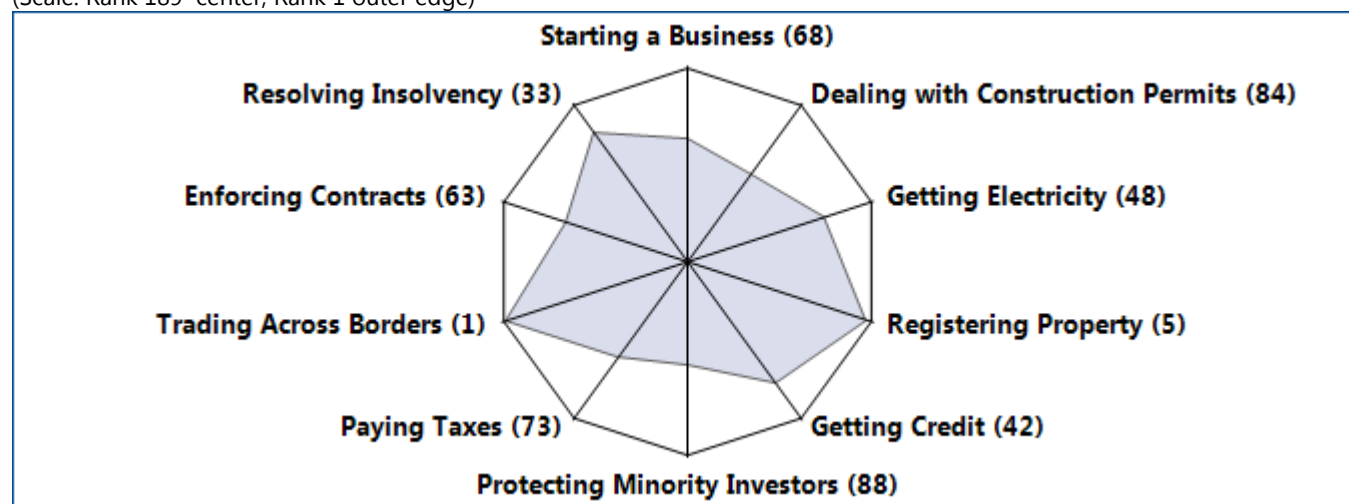 (Scale: Rank 189 center, Rank 1 outer edge)
Starting a Business (68)
Resolving Insolvency (33)
Dealing with Construction Permits (84)
Enforcing Contracts (63)
Getting Electricity (48)
Trading Across Borders (1)
Registering Property (5)
Paying Taxes (73)
Getting Credit (42)
Protecting Minority Investors (88)